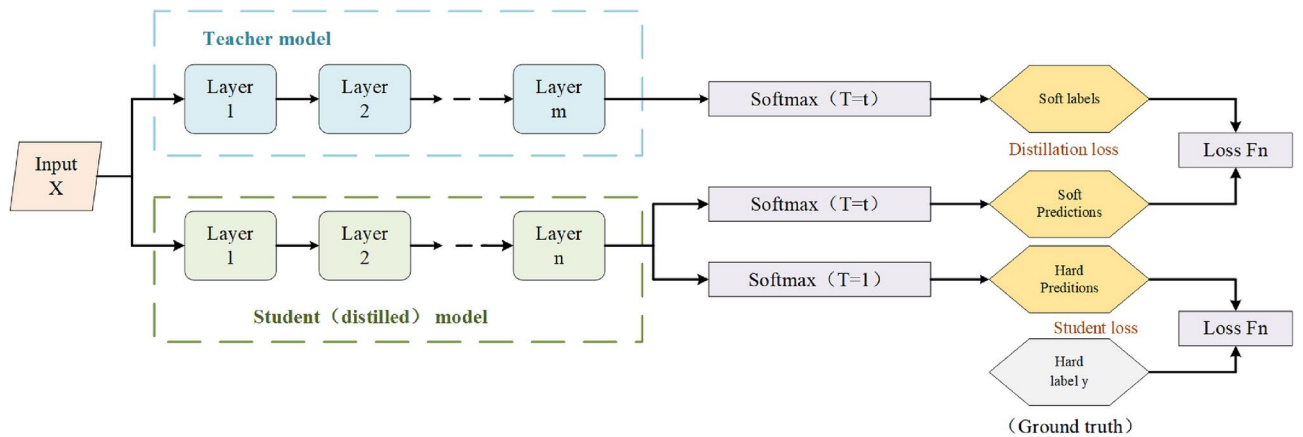 Teacher model
Layer
1
Layer
2
Layer
m
Softmax（T=t）
Soft labels
Distillation loss
Loss Fn
Input
X
Layer
1
Layer
2
Layer
n
Softmax（T=t）
Soft
Predictions
Softmax（T=1）
Hard
Preditions
Student（distilled）model
Student loss
Loss Fn
Hard
label y
（Ground truth）